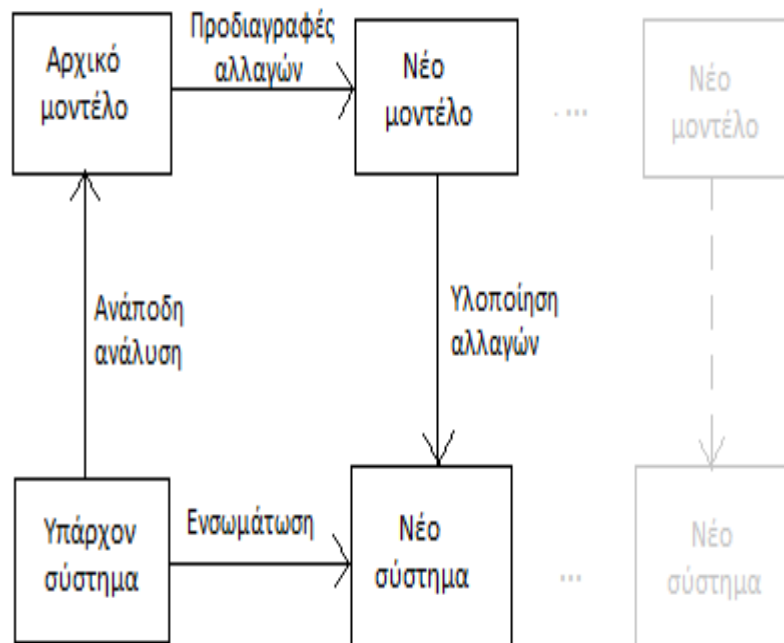 Αρχικό
μοντέλο
Προδιαγραφές
αλλαγών
Νέο
μοντέλο
. ...
Νέο
μοντέλο
Ανάποδη
ανάλυση
Υλοποίηση
αλλαγών
Υπάρχον
σύστημα
Ενσωμάτωση
Νέο
σύστημα
...
Νέο
σύστημα